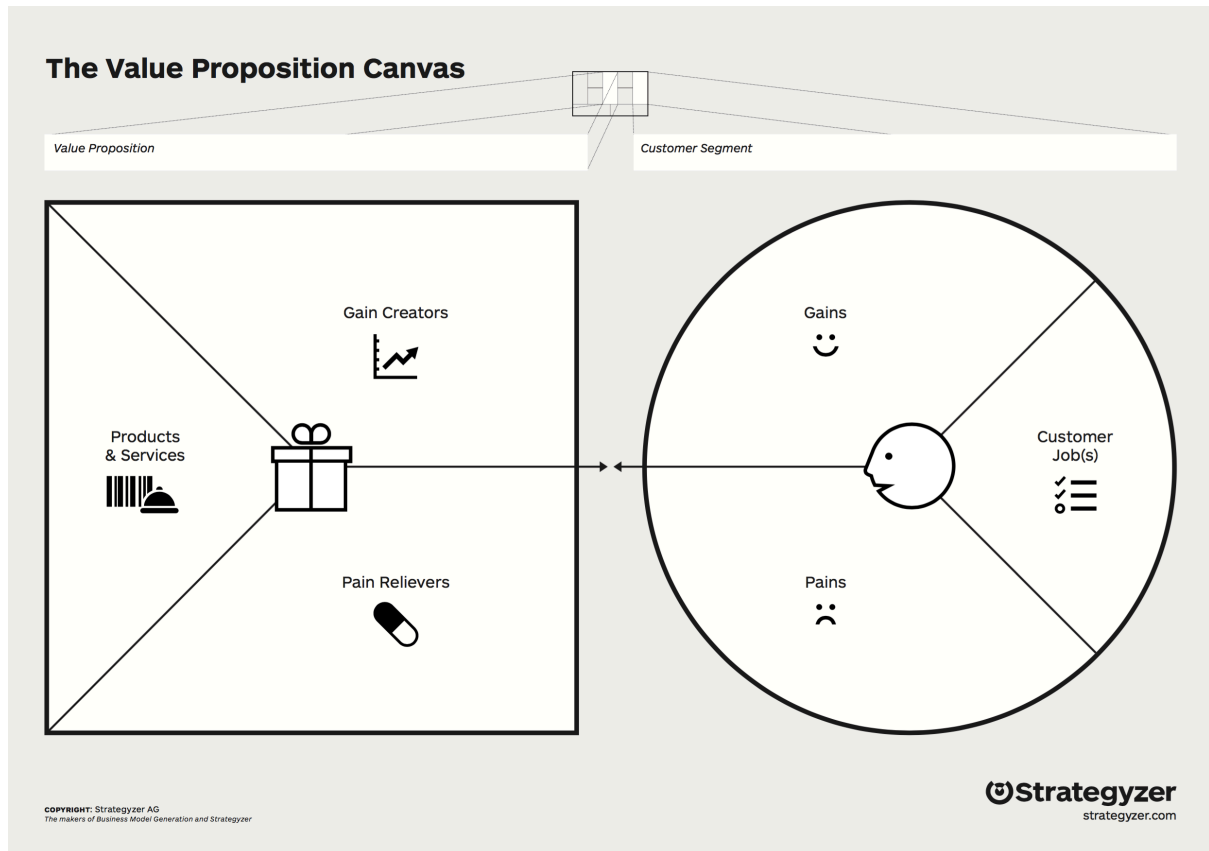 The Value Proposition Canvas
Value Proposition
Customer Segment
Gain Creators
Gains
Products
& Services
Customer
Job(s)
Pain Relievers
Pains
COPYRIGHT: Strategyzer AG
The makers of Business Model Generation and Strategyzer
Strategyzer
strategyzer.com